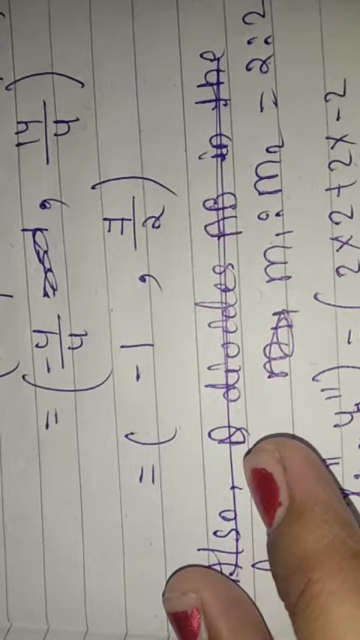 = (-4/4 , 14/4)
= ( -1 , 7/2 )
Also, Q divides AB in the
m₁:m₂ = 2:2
y₁") = ( 2x2+2x-2